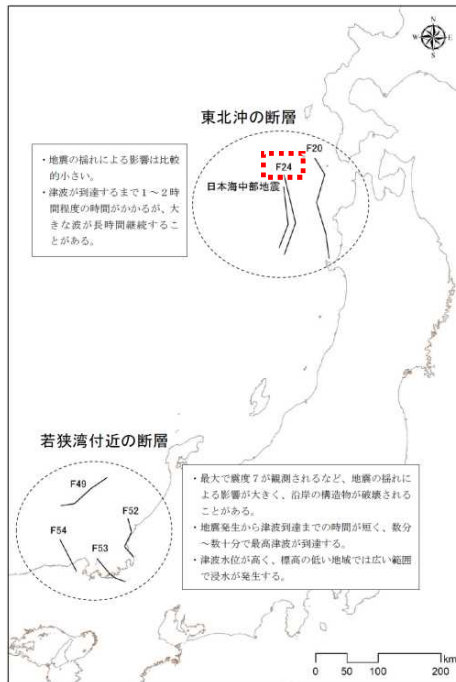 N
W E
S
東北沖の断層
F20
F24
日本海中部地震
・地震の揺れによる影響は比較
的小さい。
・津波が到達するまで1～2時
間程度の時間がかかるが、大
きな波が長時間継続するこ
とがある。
若狭湾付近の断層
F49
F52
F54
F53
・最大で震度7が観測されるなど、地震の揺れ
による影響が大きく、沿岸の構造物が破壊される
ことがある。
・地震発生から津波到達までの時間が短く、数分
～数十分で最高津波が到達する。
・津波水位が高く、標高の低い地域では広い範囲
で浸水が発生する。
km
0 50 100 200